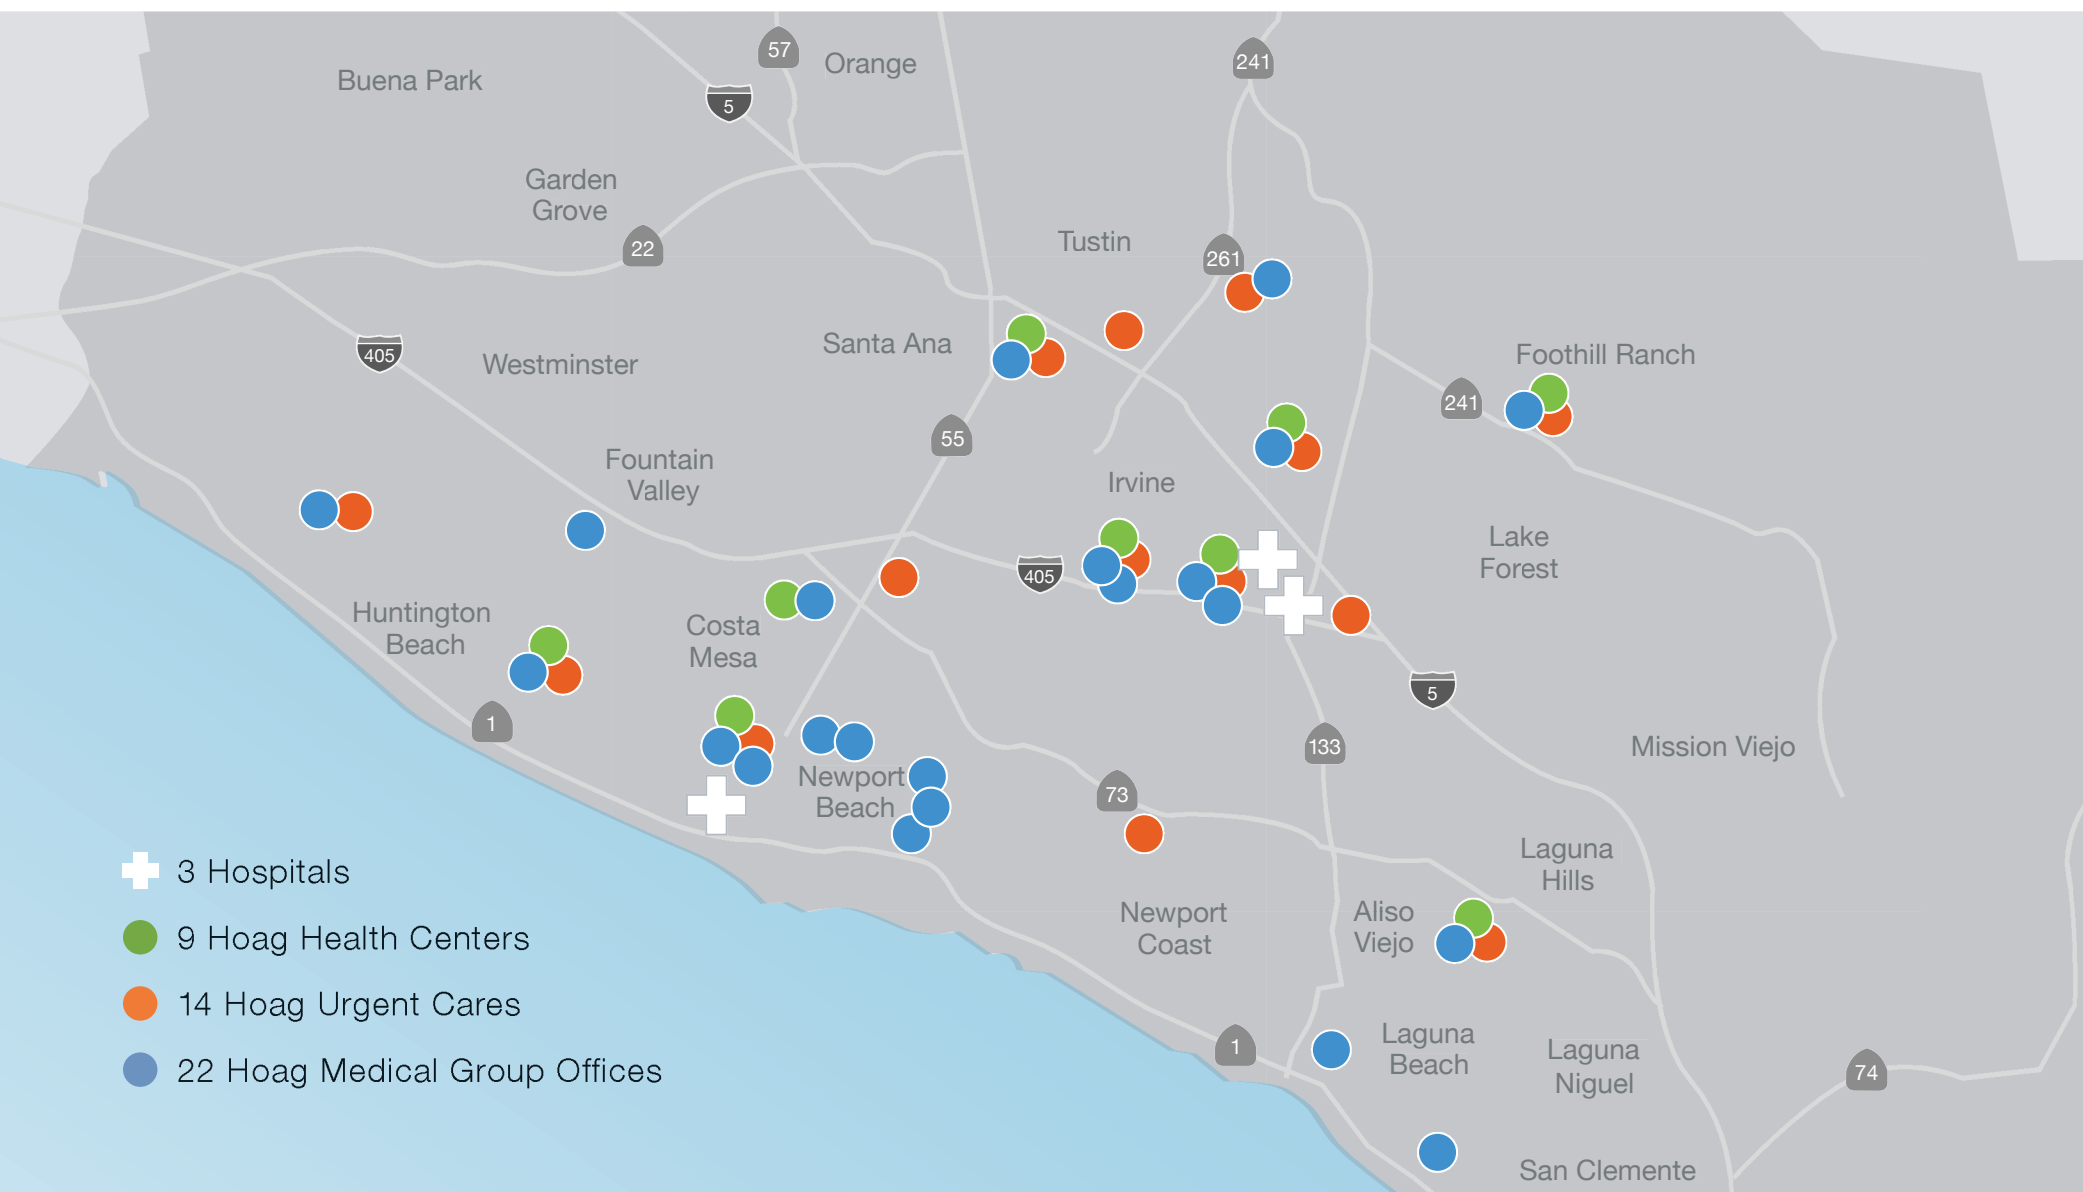 57
Orange
241
Buena Park
5
Garden
Grove
22
Tustin
261
405
Westminster
Santa Ana
Foothill Ranch
241
55
Fountain
Valley
Irvine
Lake
Forest
405
Huntington
Beach
Costa
Mesa
5
1
133
Mission Viejo
Newport
Beach
73
3 Hospitals
9 Hoag Health Centers
14 Hoag Urgent Cares
22 Hoag Medical Group Offices
Laguna
Hills
Newport
Coast
Aliso
Viejo
1
Laguna
Beach
Laguna
Niguel
74
San Clemente